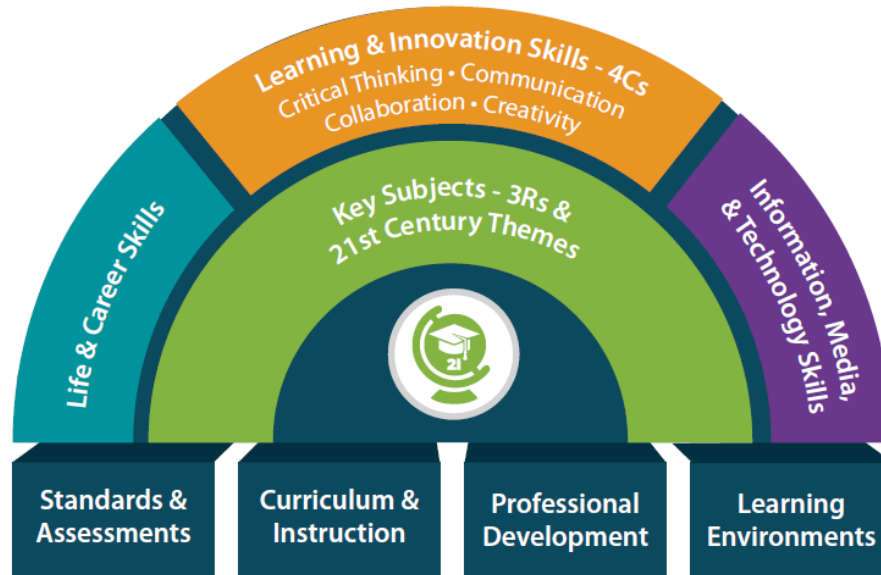 Learning & Innovation Skills - 4Cs
Critical Thinking • Communication
Collaboration • Creativity
Life & Career Skills
Key Subjects - 3Rs &
21st Century Themes
Information, Media,
& Technology Skills
21
Standards &
Assessments
Curriculum &
Instruction
Professional
Development
Learning
Environments